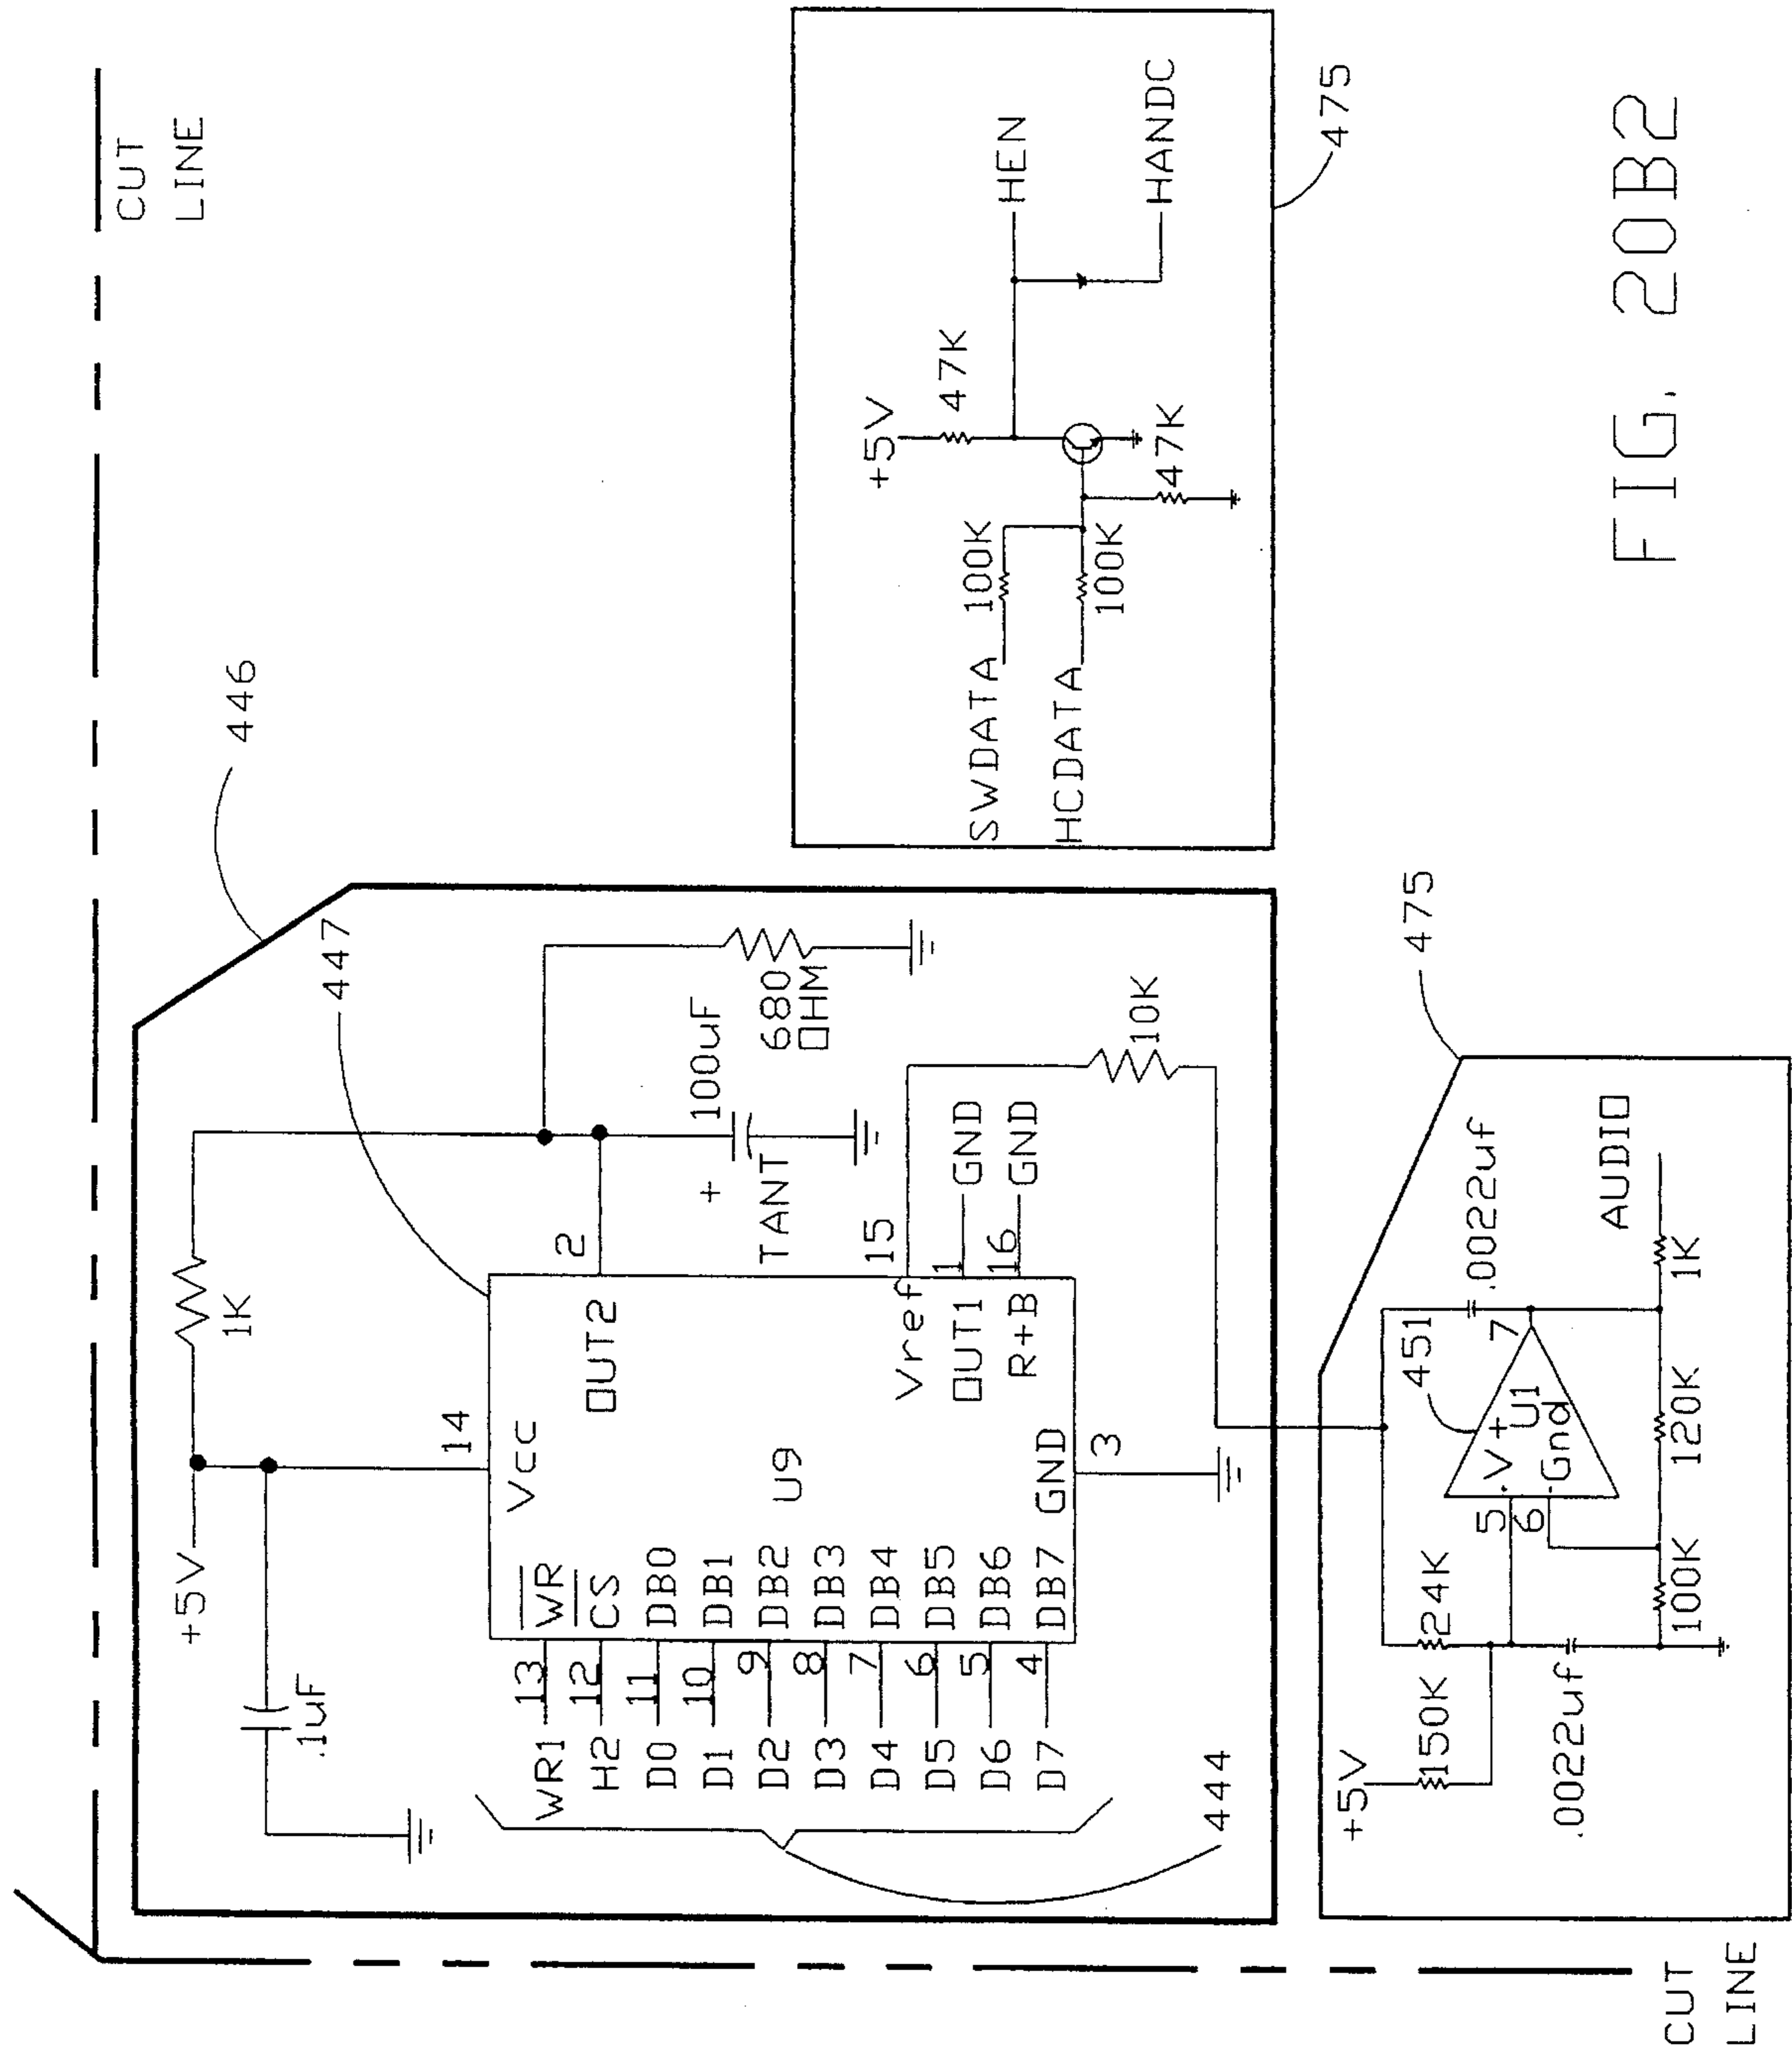 CUT
LINE
446
447
+5V
1K
.1uF
14
Vcc
2
OUT2
100uF
+
TANT
680
OHM
WR1 13 WR
H2 12 CS
D0 11 DB0
D1 10 DB1
D2 9 DB2
D3 8 DB3
D4 7 DB4
D5 6 DB5
D6 5 DB6
D7 4 DB7
U9
15
Vref
OUT1 1 GND
R+B 16 GND
GND
3
10K
444
+5V
47K
HEN
SWDATA 100K
HCDATA
100K
47K
HANDC
475
475
+5V
150K
24K
451
.0022uf
5
6
V+
U1
-Gnd
7
AUDIO
.0022uf
100K
120K
1K
CUT
LINE
FIG. 20B2